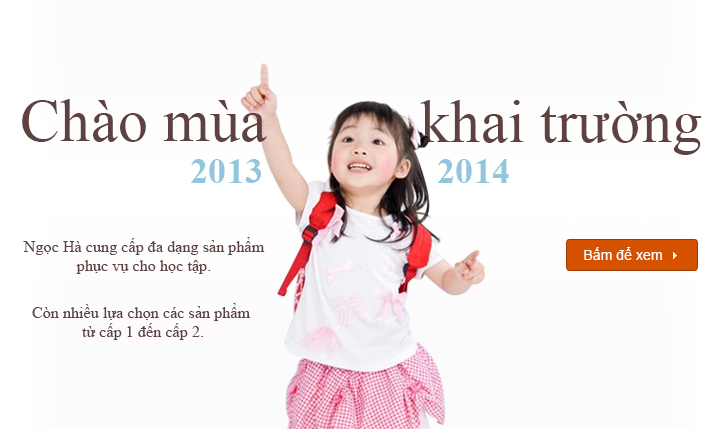 Chào mùa khai trường
2013 2014
Ngọc Hà cung cấp đa dạng sản phẩm
phục vụ cho học tập.
Còn nhiều lựa chọn các sản phẩm
từ cấp 1 đến cấp 2.
Bấm để xem